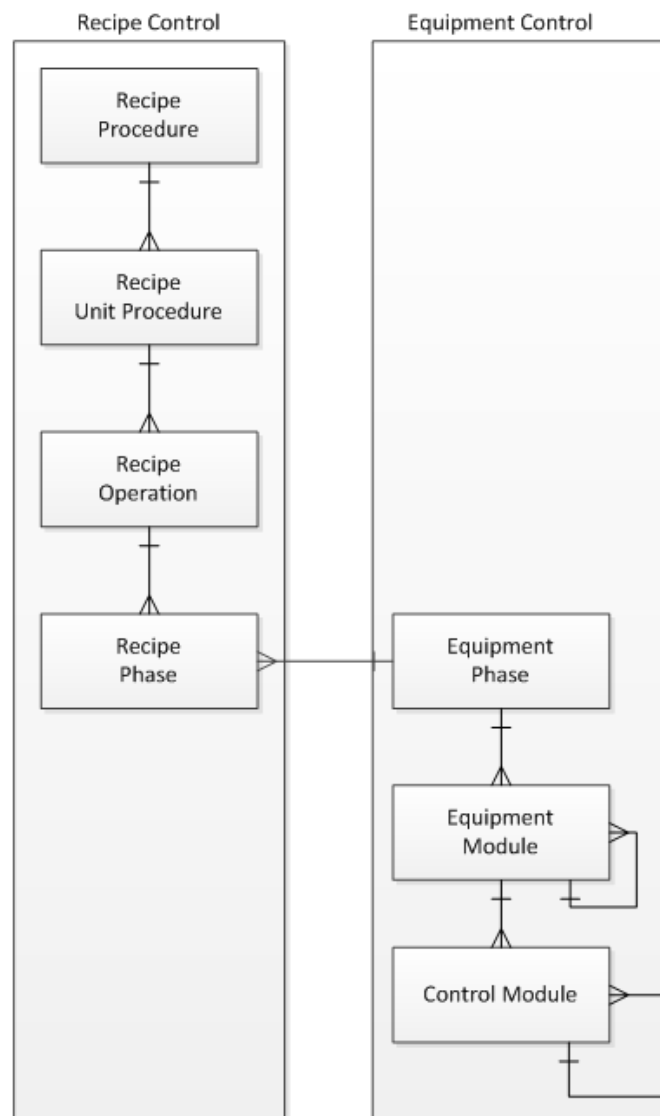 Recipe Control
Recipe
Procedure
Recipe
Unit Procedure
Recipe
Operation
Recipe
Phase
Equipment Control
Equipment
Phase
Equipment
Module
Control Module